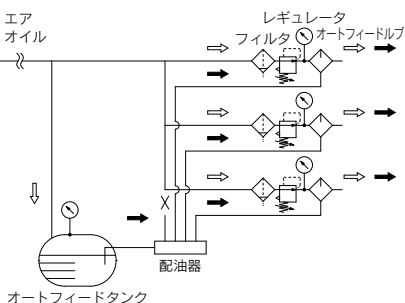 エア
オイル
レギュレータ
フィルタ
オートフィードルブ
配油器
オートフィードタンク